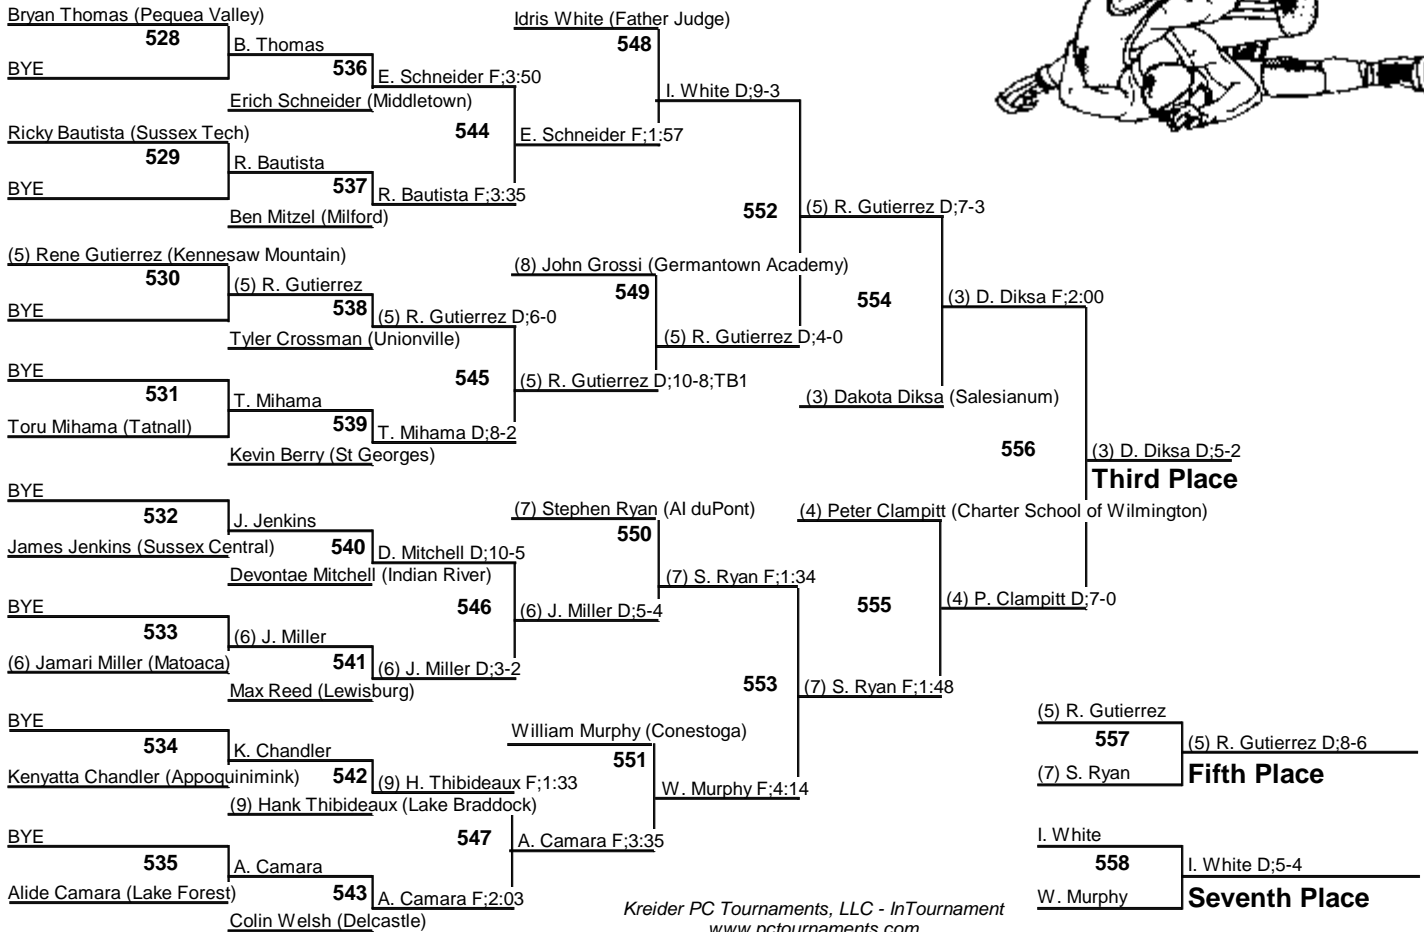 Bryan Thomas (Pequea Valley)
528
BYE
B. Thomas
536
Erich Schneider (Middletown)
E. Schneider F;3:50
Ricky Bautista (Sussex Tech)
529
BYE
R. Bautista
537
Ben Mitzel (Milford)
R. Bautista F;3:35
544
E. Schneider F;1:57
Idris White (Father Judge)
548
I. White D;9-3
(5) Rene Gutierrez (Kennesaw Mountain)
530
BYE
(5) R. Gutierrez
538
Tyler Crossman (Unionville)
(5) R. Gutierrez D;6-0
BYE
531
Toru Mihama (Tatnall)
T. Mihama
539
Kevin Berry (St Georges)
T. Mihama D;8-2
545
(5) R. Gutierrez D;10-8;TB1
(8) John Grossi (Germantown Academy)
549
(5) R. Gutierrez D;4-0
552
(5) R. Gutierrez D;7-3
554
(3) Dakota Diksa (Salesianum)
(3) D. Diksa F;2:00
BYE
532
James Jenkins (Sussex Central)
J. Jenkins
540
Devontae Mitchell (Indian River)
D. Mitchell D;10-5
BYE
533
(6) Jamari Miller (Matoaca)
(6) J. Miller
541
Max Reed (Lewisburg)
(6) J. Miller D;3-2
546
(6) J. Miller D;5-4
(7) Stephen Ryan (AI duPont)
550
(7) S. Ryan F;1:34
BYE
534
Kenyatta Chandler (Appoquinimink)
K. Chandler
542
(9) Hank Thibideaux (Lake Braddock)
(9) H. Thibideaux F;1:33
BYE
535
Alide Camara (Lake Forest)
A. Camara
543
Colin Welsh (Delcastle)
A. Camara F;2:03
547
A. Camara F;3:35
William Murphy (Conestoga)
551
W. Murphy F;4:14
553
(7) S. Ryan F;1:48
(4) Peter Clampitt (Charter School of Wilmington)
555
(4) P. Clampitt D;7-0
556
(3) D. Diksa D;5-2
Third Place
(5) R. Gutierrez
557
(7) S. Ryan
(5) R. Gutierrez D;8-6
Fifth Place
I. White
558
W. Murphy
I. White D;5-4
Seventh Place
Kreider PC Tournaments, LLC - InTournament
www.pctournaments.com